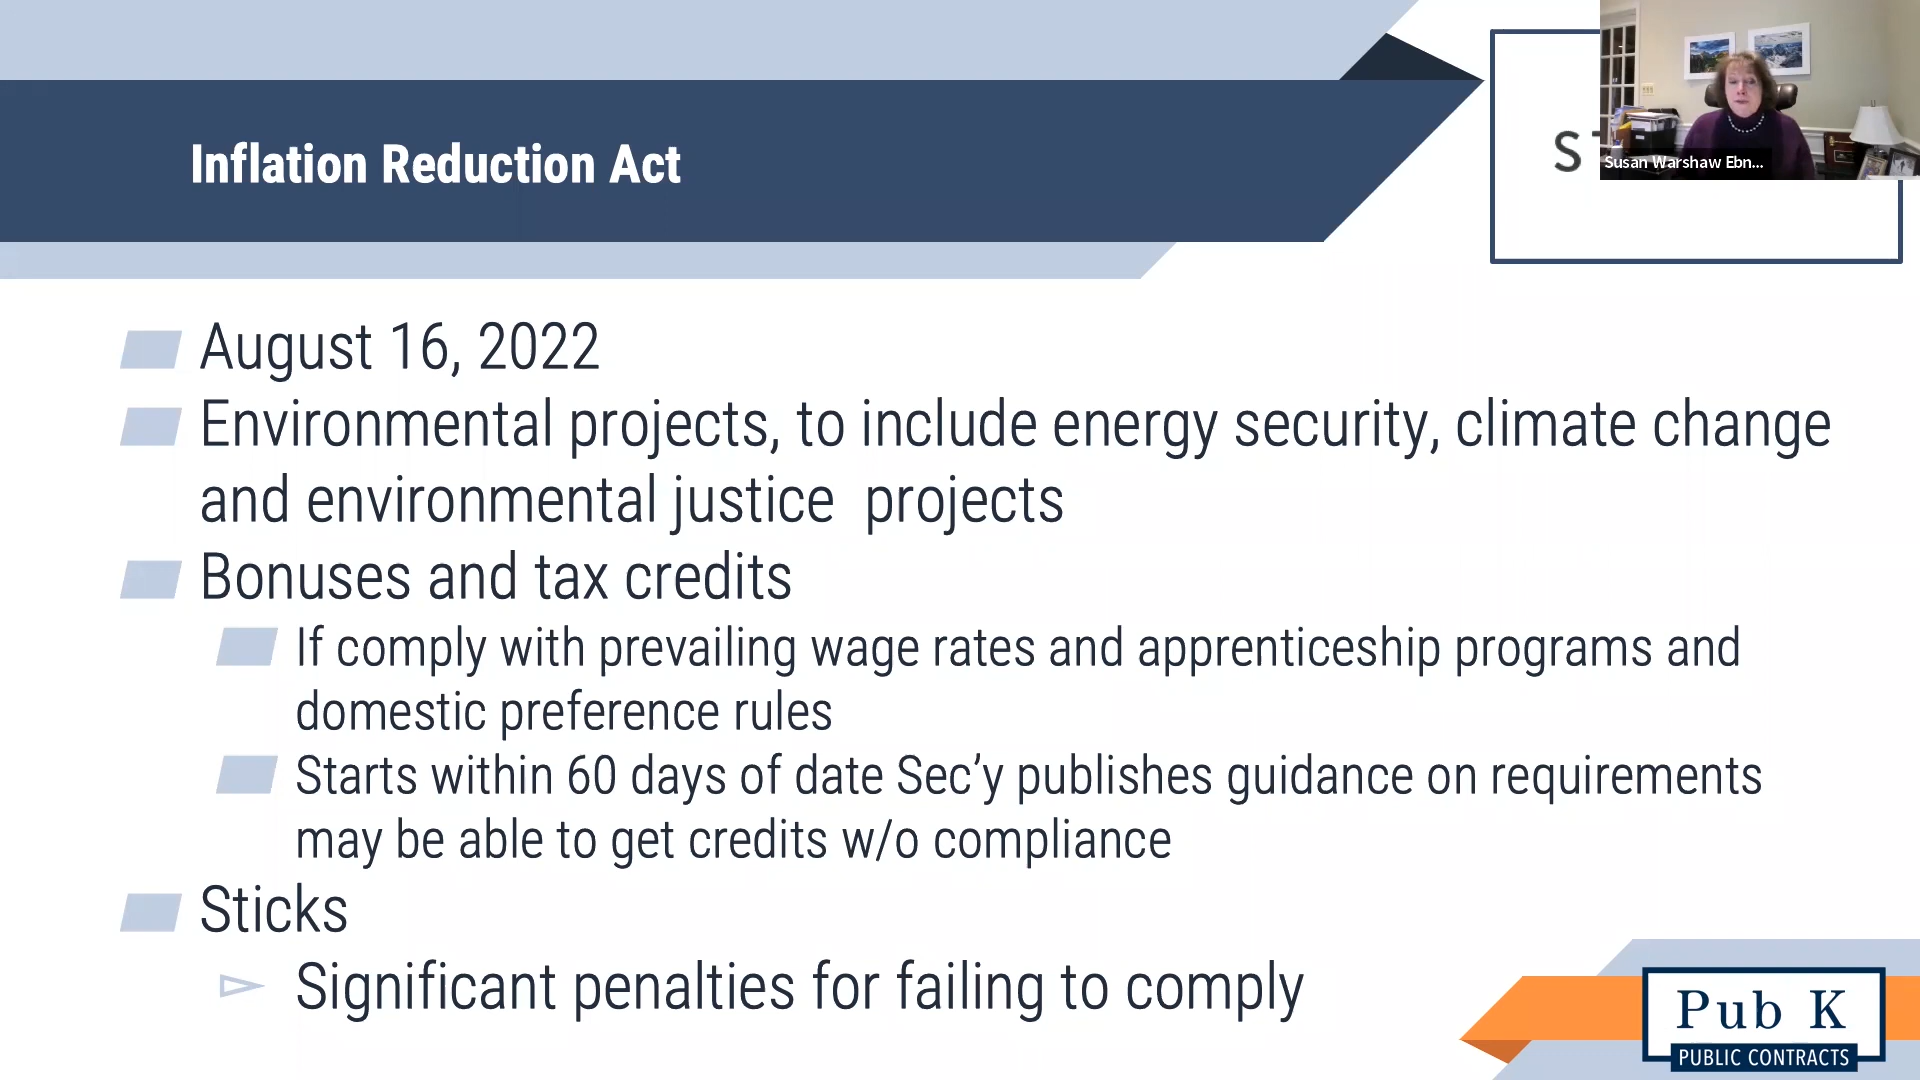 Inflation Reduction Act
S
Susan Warshaw Ebn...
August 16, 2022
Environmental projects, to include energy security, climate change
and environmental justice projects
Bonuses and tax credits
If comply with prevailing wage rates and apprenticeship programs and
domestic preference rules
Starts within 60 days of date Sec’y publishes guidance on requirements
may be able to get credits w/o compliance
Sticks
Significant penalties for failing to comply
Pub K
PUBLIC CONTRACTS